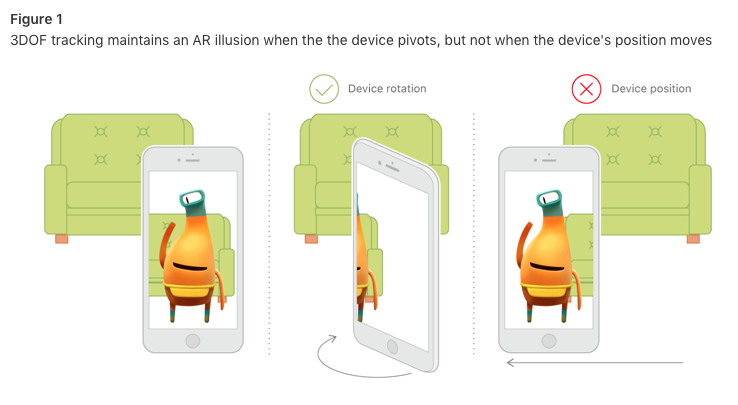 Figure 1
3DOF tracking maintains an AR illusion when the the device pivots, but not when the device's position moves
Device rotation
Device position